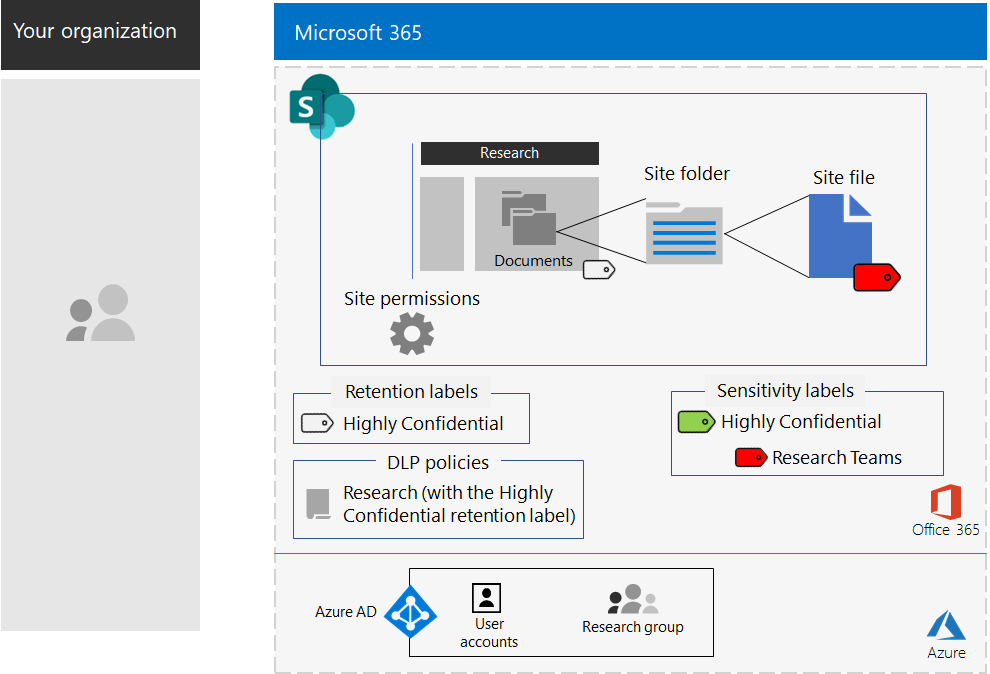 Your organization
Microsoft 365
S
Research
Site folder
Site file
Documents
Site permissions
Retention labels
Highly Confidential
Sensitivity labels
Highly Confidential
Research Teams
DLP policies
Research (with the Highly
Confidential retention label)
Office 365
Azure AD
User
accounts
Research group
Azure